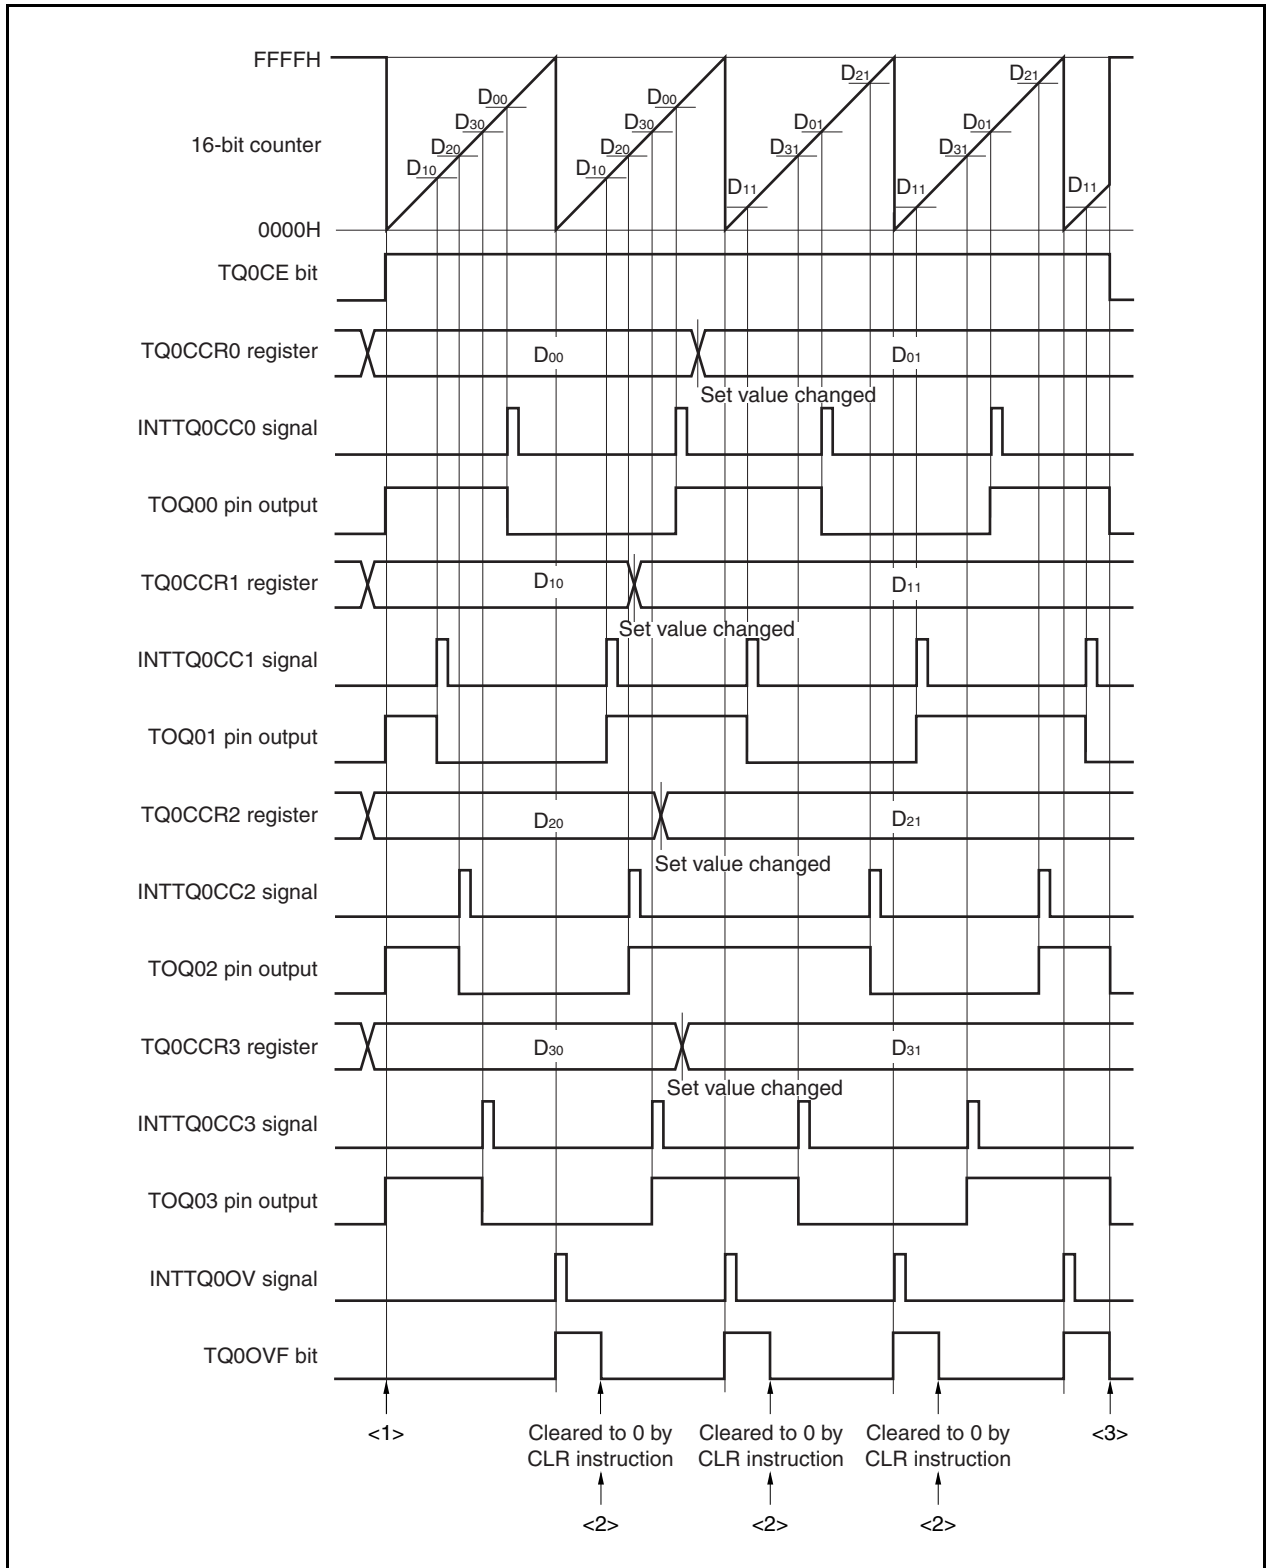 FFFFH
D21 D21
D00 D00
D30 D30 D01 D01
16-bit counter
D20 D20 D31 D31
D10 D10
D11 D11 D11
0000H
TQ0CE bit
TQ0CCR0 register
D00 D01
Set value changed
INTTQ0CC0 signal
TOQ00 pin output
TQ0CCR1 register
D10 D11
Set value changed
INTTQ0CC1 signal
TOQ01 pin output
TQ0CCR2 register
D20 D21
Set value changed
INTTQ0CC2 signal
TOQ02 pin output
TQ0CCR3 register
D30 D31
Set value changed
INTTQ0CC3 signal
TOQ03 pin output
INTTQ0OV signal
TQ0OVF bit
<1>
Cleared to 0 by
CLR instruction
<2>
Cleared to 0 by
CLR instruction
<2>
Cleared to 0 by
CLR instruction
<2>
<3>